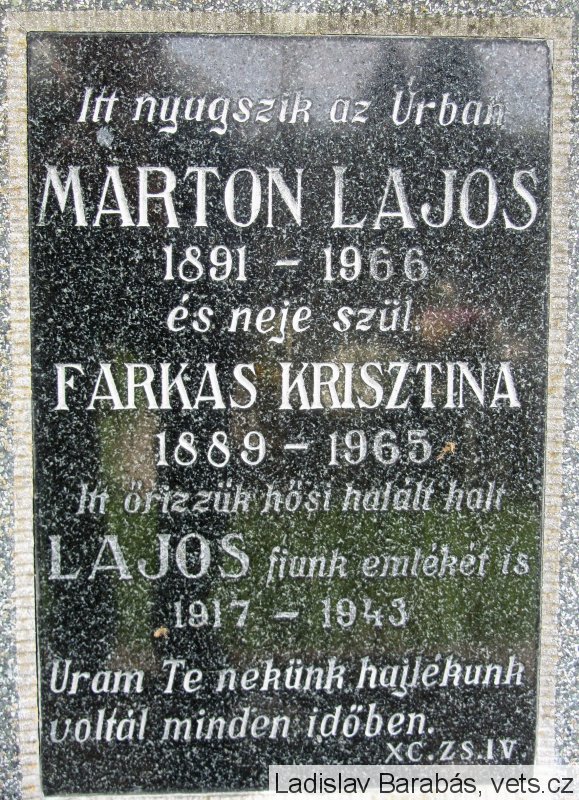 Itt nyugszik az Úrban
MARTON LAJOS
1891 - 1966
és neje szül.
FARKAS KRISZTINA
1889 - 1965
Itt őrizzük hősi halált halt
LAJOS fiunk emlékét is
1917 - 1943
Uram Te nekünk hajlékunk
voltál minden időben.
XC.ZS.IV.
Ladislav Barabás, vets.cz